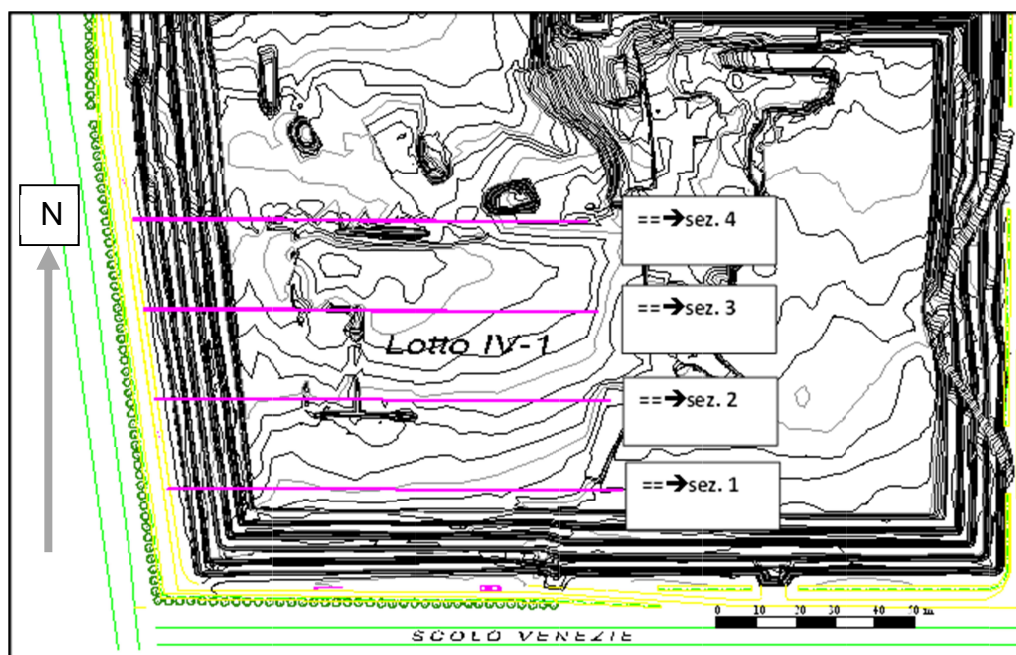 N
==➔sez. 4
==➔sez. 3
Lotto IV-1
==➔sez. 2
==➔sez. 1
0 10 20 30 40 50 m
SCOLO VENEZIE